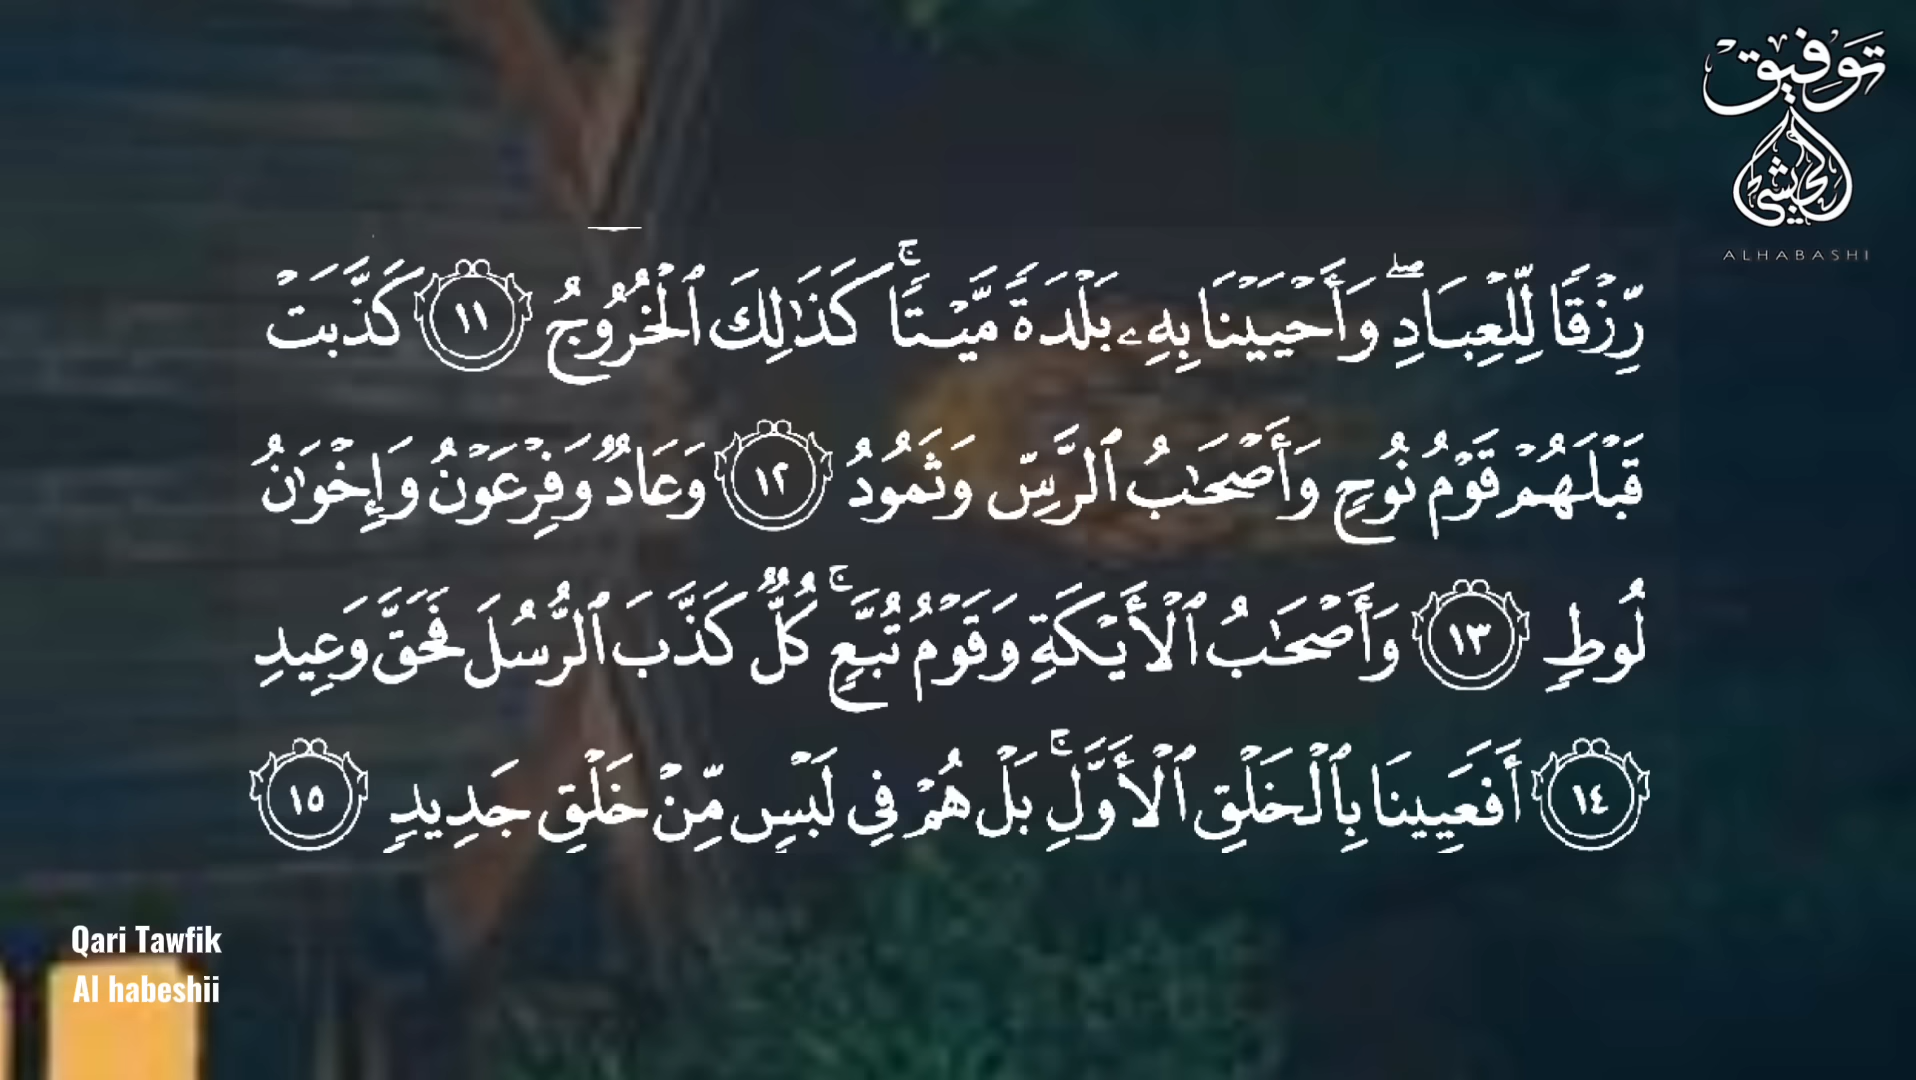 توفيق
الحبشي
ALHABASHI
رِّزْقًا لِّلْعِبَادِ ۖ وَأَحْيَيْنَا بِهِۦ بَلْدَةً مَّيْتًا ۚ كَذَٰلِكَ ٱلْخُرُوجُ ١١ كَذَّبَتْ
قَبْلَهُمْ قَوْمُ نُوحٍ وَأَصْحَـٰبُ ٱلرَّسِّ وَثَمُودُ ١٢ وَعَادٌ وَفِرْعَوْنُ وَإِخْوَٰنُ
لُوطٍ ١٣ وَأَصْحَـٰبُ ٱلْأَيْكَةِ وَقَوْمُ تُبَّعٍ ۚ كُلٌّ كَذَّبَ ٱلرُّسُلَ فَحَقَّ وَعِيدِ
١٤ أَفَعَيِينَا بِٱلْخَلْقِ ٱلْأَوَّلِ ۚ بَلْ هُمْ فِى لَبْسٍ مِّنْ خَلْقٍ جَدِيدٍ ١٥
Qari Tawfik
Al habeshii